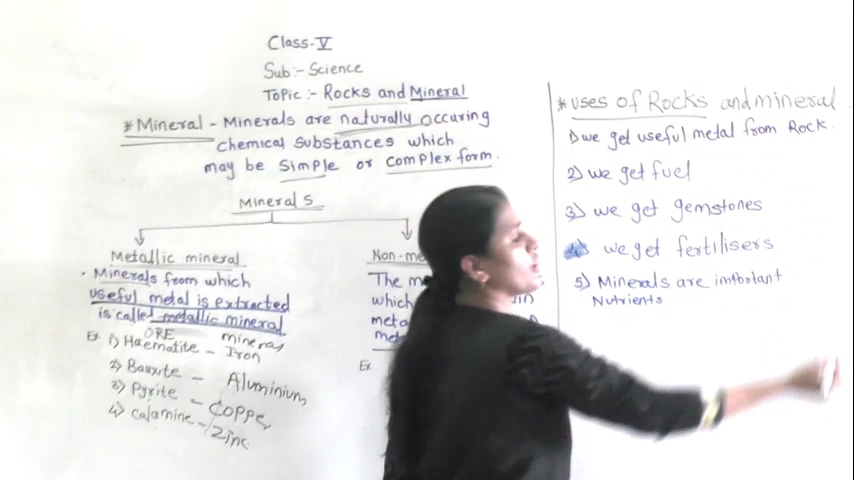 Class-V
Sub:- Science
Topic:- Rocks and Mineral
*Mineral - Minerals are naturally occuring
chemical substances which
may be simple or complex form.
Minerals
Metallic mineral
• Minerals from which
useful metal is extracted
is called metallic mineral
ORE minerals
Ex 1) Haematite - Iron
2) Bauxite - Aluminium
3) Pyrite - Copper
4) Calamine - Zinc
Non-me
The m
which
meta
met
Ex
* uses of Rocks and mineral
1) we get useful metal from Rock.
2) we get fuel
3) we get gemstones
4) we get fertilisers
5) Minerals are important
Nutrients